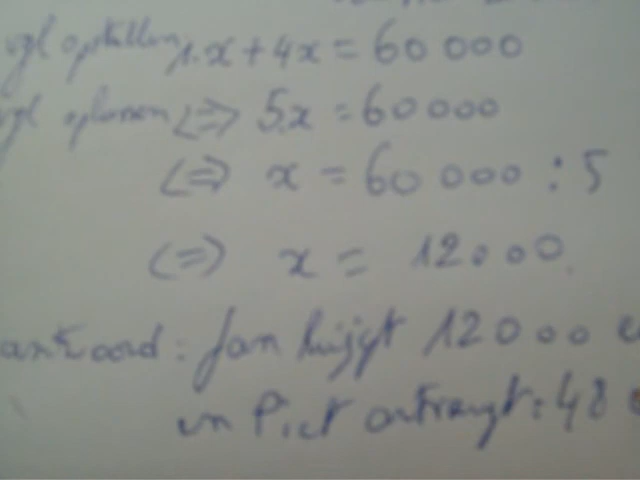 vgl opstellen 1.x + 4x = 60 000
vgl oplossen <=> 5x = 60 000
<=> x = 60 000 : 5
<=> x = 12 000
antwoord: Jan krijgt 12 000
en Piet ontvangt: 48